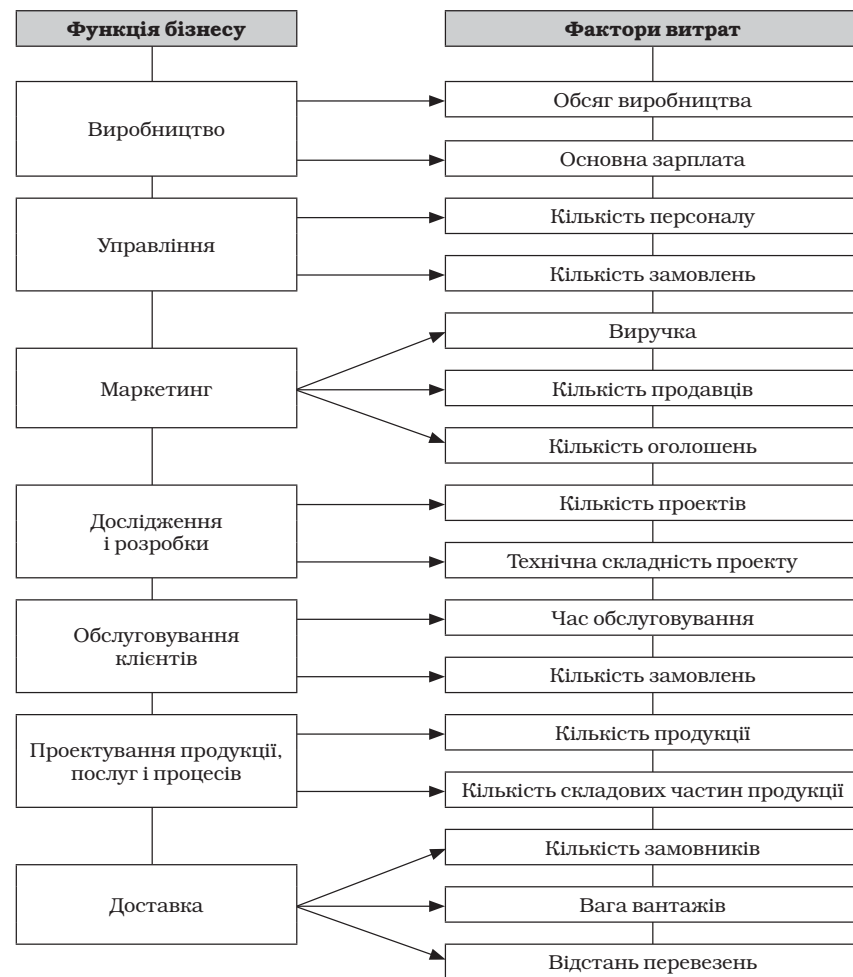 Функція бізнесу
Фактори витрат
Виробництво
Обсяг виробництва
Основна зарплата
Управління
Кількість персоналу
Кількість замовлень
Маркетинг
Виручка
Кількість продавців
Кількість оголошень
Дослідження
і розробки
Кількість проектів
Технічна складність проекту
Обслуговування
клієнтів
Час обслуговування
Кількість замовлень
Проектування продукції,
послуг і процесів
Кількість продукції
Кількість складових частин продукції
Доставка
Кількість замовників
Вага вантажів
Відстань перевезень